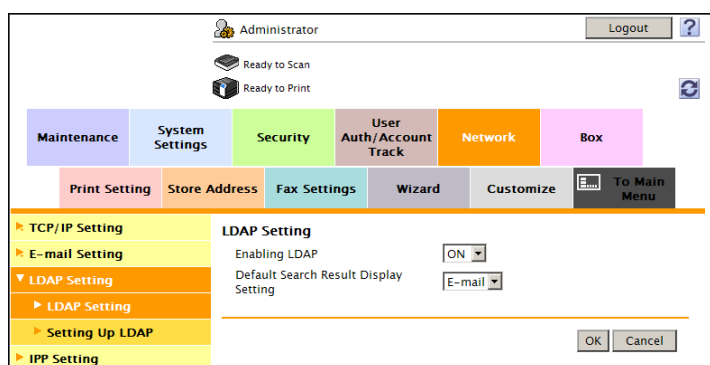 Administrator
Logout
?
Ready to Scan
Ready to Print
Maintenance
System
Settings
Security
User
Auth/Account
Track
Network
Box
Print Setting
Store Address
Fax Settings
Wizard
Customize
To Main
Menu
TCP/IP Setting
E-mail Setting
LDAP Setting
LDAP Setting
Setting Up LDAP
IPP Setting
LDAP Setting
Enabling LDAP
ON
Default Search Result Display
Setting
E-mail
OK
Cancel